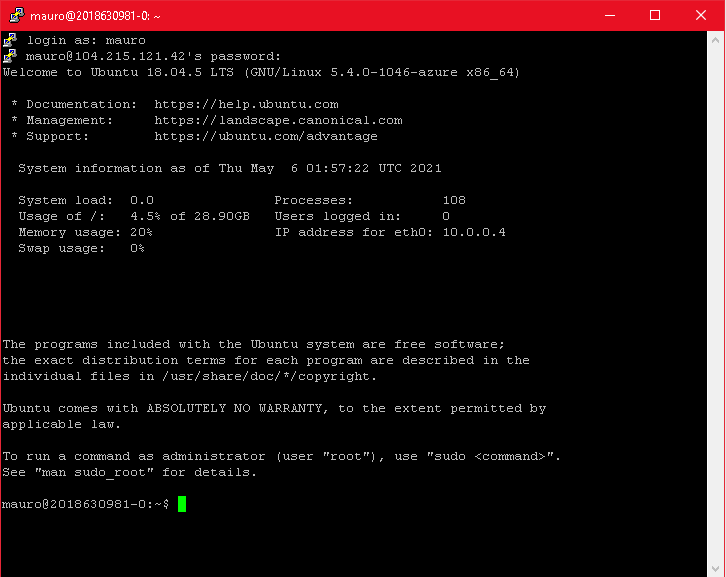 mauro@2018630981-0: ~
login as: mauro
mauro@104.215.121.42's password:
Welcome to Ubuntu 18.04.5 LTS (GNU/Linux 5.4.0-1046-azure x86_64)
* Documentation:  https://help.ubuntu.com
* Management:     https://landscape.canonical.com
* Support:        https://ubuntu.com/advantage
System information as of Thu May  6 01:57:22 UTC 2021
System load:  0.0               Processes:           108
Usage of /:   4.5% of 28.90GB   Users logged in:     0
Memory usage: 20%               IP address for eth0: 10.0.0.4
Swap usage:   0%
The programs included with the Ubuntu system are free software;
the exact distribution terms for each program are described in the
individual files in /usr/share/doc/*/copyright.
Ubuntu comes with ABSOLUTELY NO WARRANTY, to the extent permitted by
applicable law.
To run a command as administrator (user "root"), use "sudo <command>".
See "man sudo_root" for details.
mauro@2018630981-0:~$